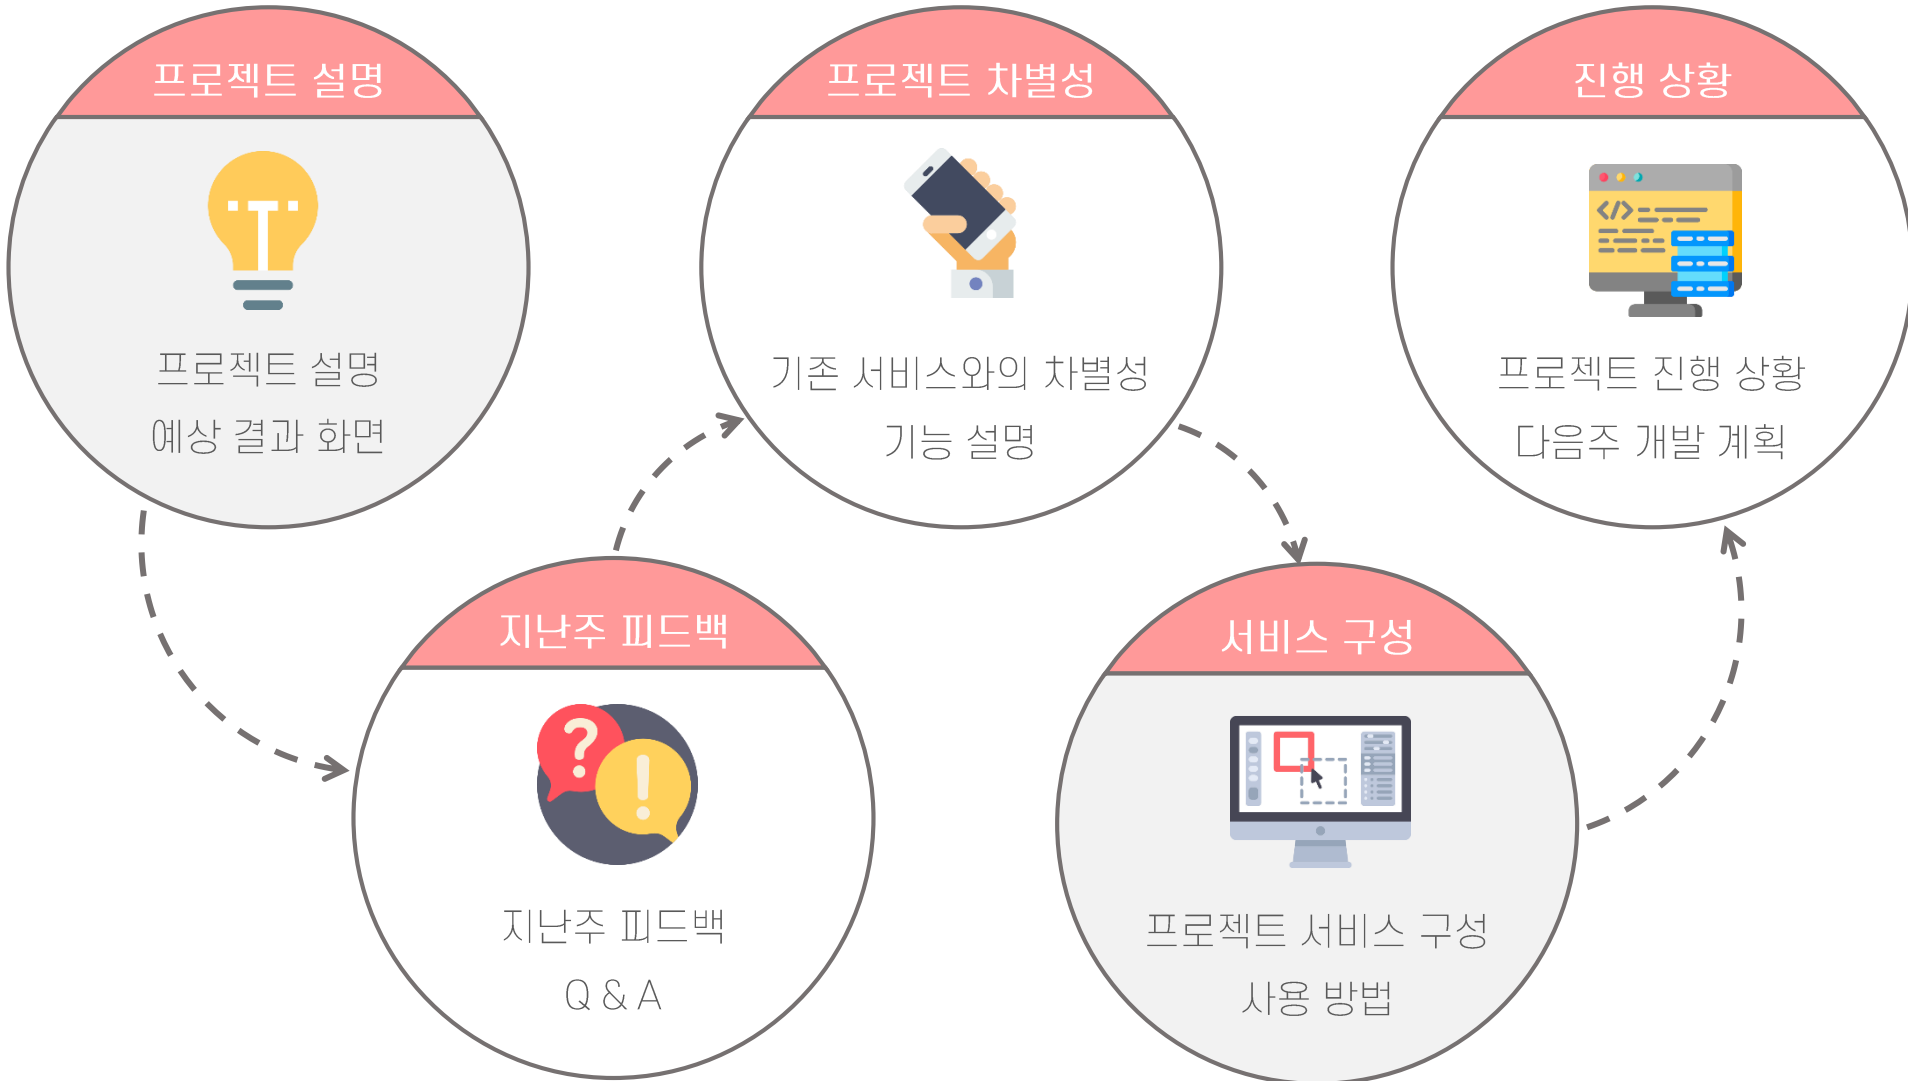 프로젝트 설명
프로젝트 설명
예상 결과 화면
지난주 피드백
지난주 피드백
Q & A
프로젝트 차별성
기존 서비스와의 차별성
기능 설명
서비스 구성
프로젝트 서비스 구성
사용 방법
진행 상황
프로젝트 진행 상황
다음주 개발 계획